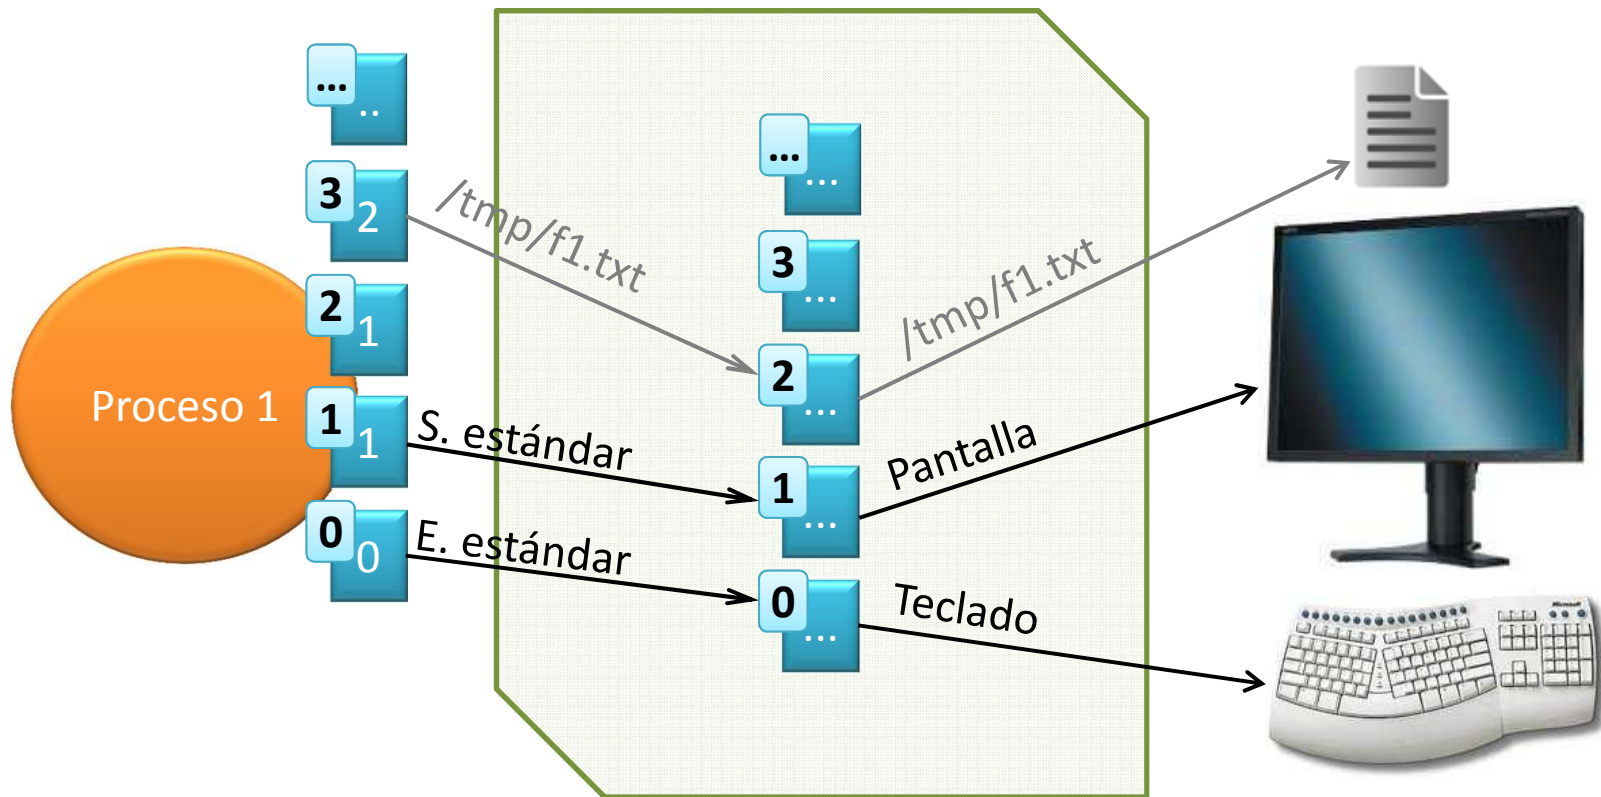 ...
..
3
2
2
1
Proceso 1
1
1
0
0
/tmp/f1.txt
S. estándar
E. estándar
...
...
3
...
2
...
1
...
0
...
/tmp/f1.txt
Pantalla
Teclado
Microsoft